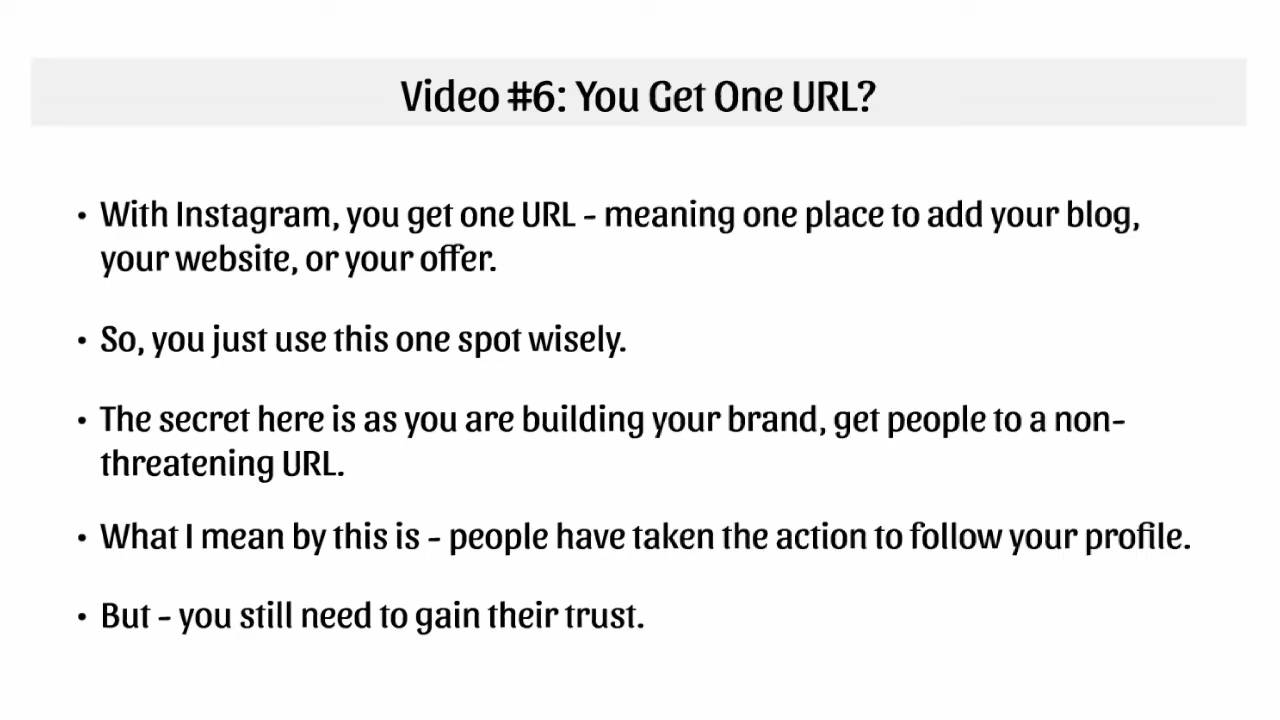 Video #6: You Get One URL?
• With Instagram, you get one URL - meaning one place to add your blog,
your website, or your offer.
• So, you just use this one spot wisely.
• The secret here is as you are building your brand, get people to a non-
threatening URL.
• What I mean by this is - people have taken the action to follow your profile.
• But - you still need to gain their trust.